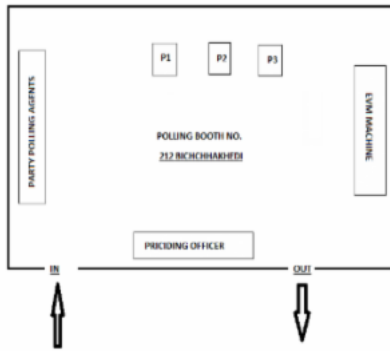 P1
P2
P3
PARTY POLLING AGENTS
EVM MACHINE
POLLING BOOTH NO.
212 BICHCHHAKHEDI
PRICIDING OFFICER
IN
OUT